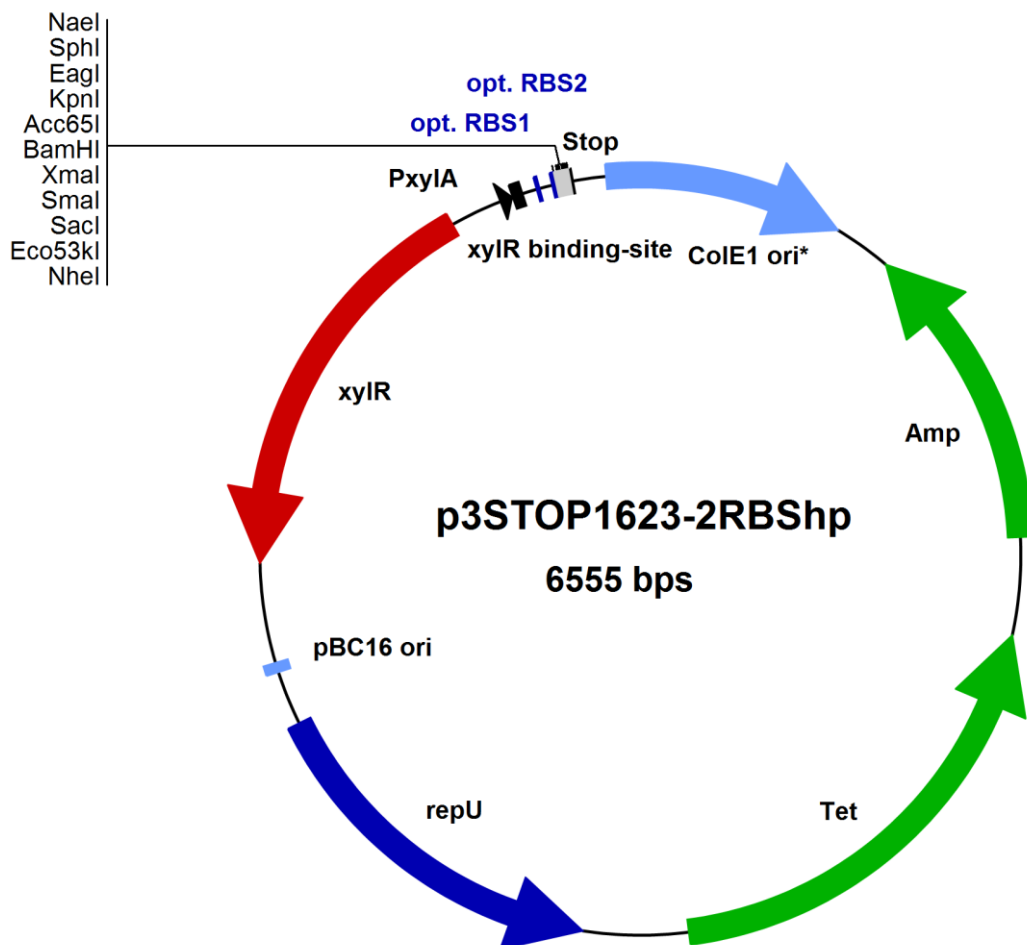 NaeI
SphI
EagI
KpnI
Acc65I
BamHI
XmaI
SmaI
SacI
Eco53kI
NheI
opt. RBS2
opt. RBS1
Stop
PxylA
xylR binding-site
ColE1 ori*
xylR
Amp
p3STOP1623-2RBShp
6555 bps
pBC16 ori
repU
Tet